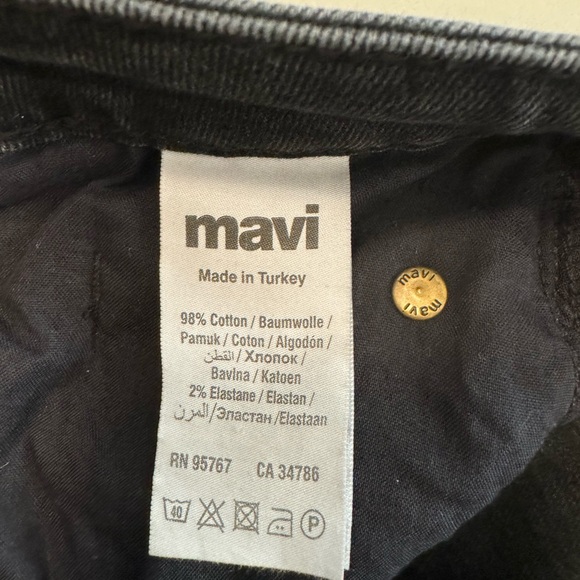 mavi
Made in Turkey
98% Cotton / Baumwolle /
Pamuk / Coton / Algodón /
القطن / Хлопок /
Bavlna / Katoen
2% Elastane / Elastan /
المرن / Эластан /Elastaan
RN 95767 CA 34786
40 P
mavi
mavi